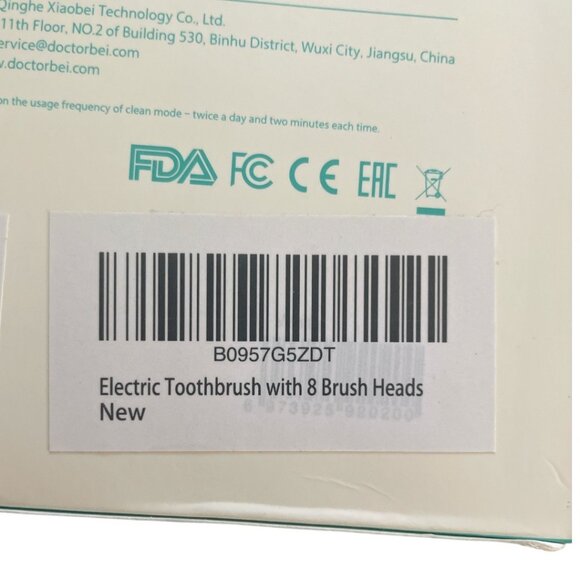 Qinghe Xiaobei Technology Co., Ltd.
11th Floor, NO.2 of Building 530, Binhu District, Wuxi City, Jiangsu, China
ervice@doctorbei.com
w.doctorbei.com
on the usage frequency of clean mode – twice a day and two minutes each time.
FDA FC CE EAC
B0957G5ZDT
Electric Toothbrush with 8 Brush Heads
New